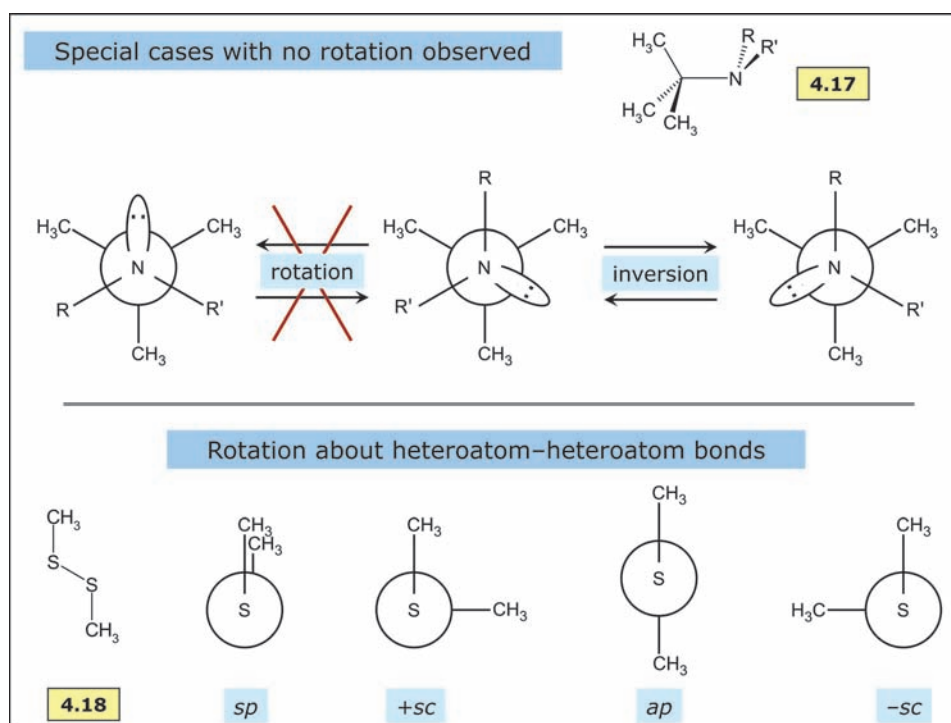 Special cases with no rotation observed
H3C
R
R'
N
H3C
CH3
4.17
R
H3C
CH3
N
R
R'
CH3
rotation
H3C
CH3
N
R'
CH3
inversion
R
H3C
CH3
N
R'
CH3
Rotation about heteroatom–heteroatom bonds
CH3
S
S
CH3
4.18
CH3
CH3
S
sp
CH3
S
CH3
+sc
CH3
S
CH3
ap
CH3
H3C
S
–sc